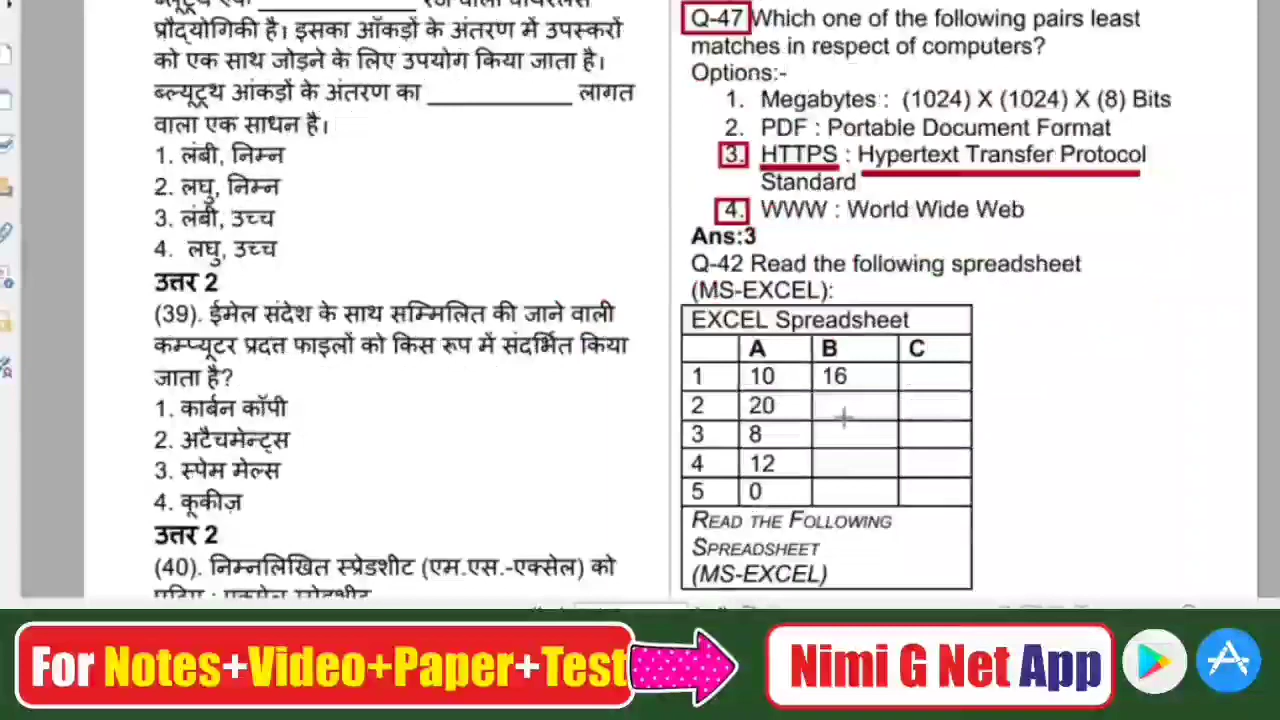 प्रौद्योगिकी है। इसका आँकड़ों के अंतरण में उपस्करों
को एक साथ जोड़ने के लिए उपयोग किया जाता है।
ब्ल्यूटूथ आंकड़ों के अंतरण का ____________ लागत
वाला एक साधन है।
1. लंबी, निम्न
2. लघु, निम्न
3. लंबी, उच्च
4. लघु, उच्च
उत्तर 2
(39). ईमेल संदेश के साथ सम्मिलित की जाने वाली
कम्प्यूटर प्रदत्त फाइलों को किस रूप में संदर्भित किया
जाता है?
1. कार्बन कॉपी
2. अटैचमेन्ट्स
3. स्पेम मेल्स
4. कूकीज़
उत्तर 2
(40). निम्नलिखित स्प्रेडशीट (एम.एस.-एक्सेल) को
Q-47 Which one of the following pairs least
matches in respect of computers?
Options:-
1. Megabytes : (1024) X (1024) X (8) Bits
2. PDF : Portable Document Format
3. HTTPS : Hypertext Transfer Protocol
Standard
4. WWW : World Wide Web
Ans:3
Q-42 Read the following spreadsheet
(MS-EXCEL):
EXCEL Spreadsheet
A B C
1 10 16
2 20
3 8
4 12
5 0
READ THE FOLLOWING
SPREADSHEET
(MS-EXCEL)
For Notes+Video+Paper+Test
Nimi G Net App